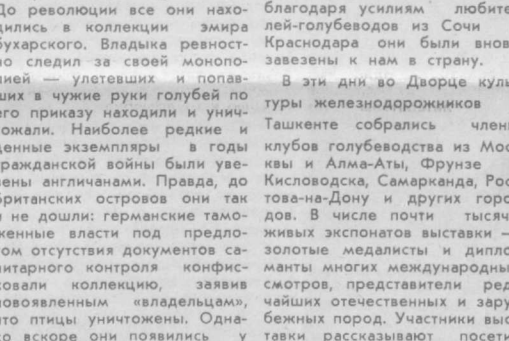 До революции все они нахо-
дились в коллекции эмира
бухарского. Владыка ревност-
но следил за своей монопо-
лией — улетевших и попав-
ших в чужие руки голубей по
его приказу находили и унич-
тожали. Наиболее редкие и
ценные экземпляры в годы
гражданской войны были уве-
зены англичанами. Правда, до
Британских островов они так
и не дошли: германские тамо-
женные власти под предло-
гом отсутствия документов са-
нитарного контроля конфис-
ковали коллекцию, заявив
новоявленным «владельцам»,
что птицы уничтожены. Одна-
ко вскоре они появились у
благодаря усилиям любите
лей-голубеводов из Сочи
Краснодара они были внов
завезены к нам в страну.
В эти дни во Дворце куль
туры железнодорожников
Ташкенте собрались член
клубов голубеводства из Мос
квы и Алма-Аты, Фрунзе
Кисловодска, Самарканда, Рос
това-на-Дону и других горо
дов. В числе почти тысяч
живых экспонатов выставки —
золотые медалисты и дипло
манты многих международны
смотров, представители ред
чайших отечественных и зару
бежных пород. Участники выс
тавки рассказывают посети